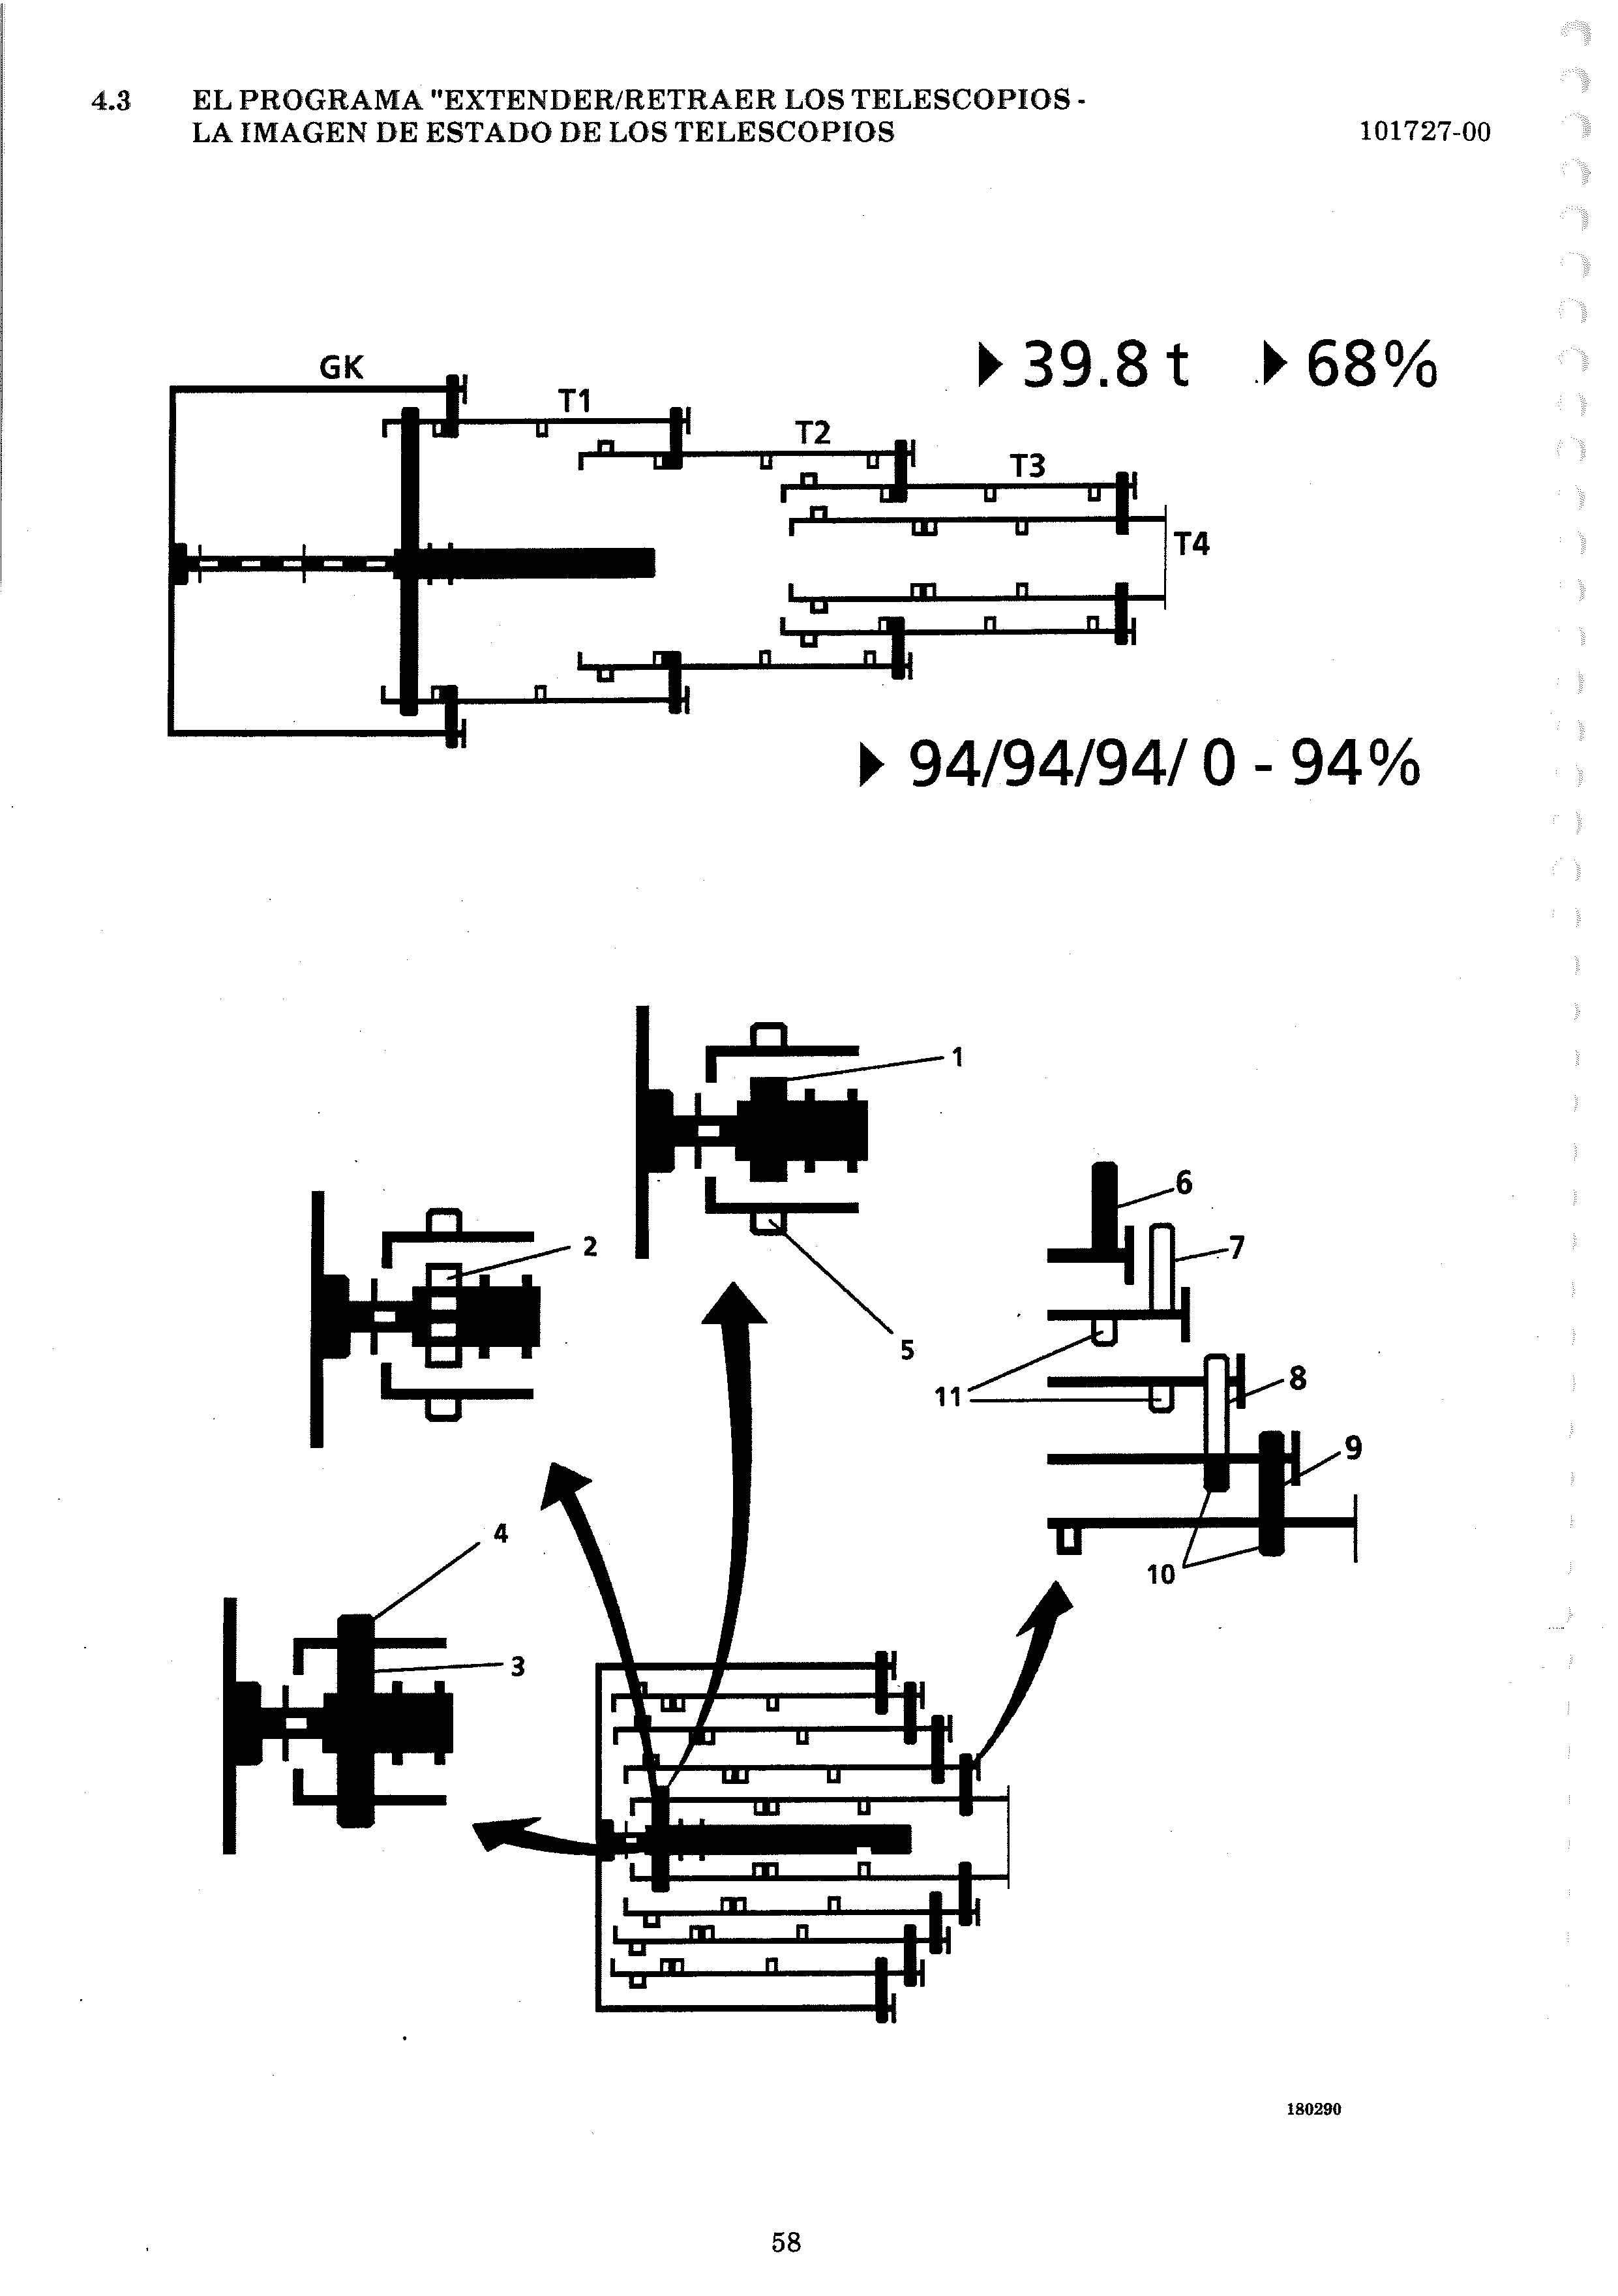 4.3 EL PROGRAMA "EXTENDER/RETRAER LOS TELESCOPIOS -
LA IMAGEN DE ESTADO DE LOS TELESCOPIOS 101727-00
39.8 t 68%
GK
T1
T2
T3
T4
94/94/94/ 0 - 94%
1
2
5
6
7
11
8
9
10
4
3
180290
58